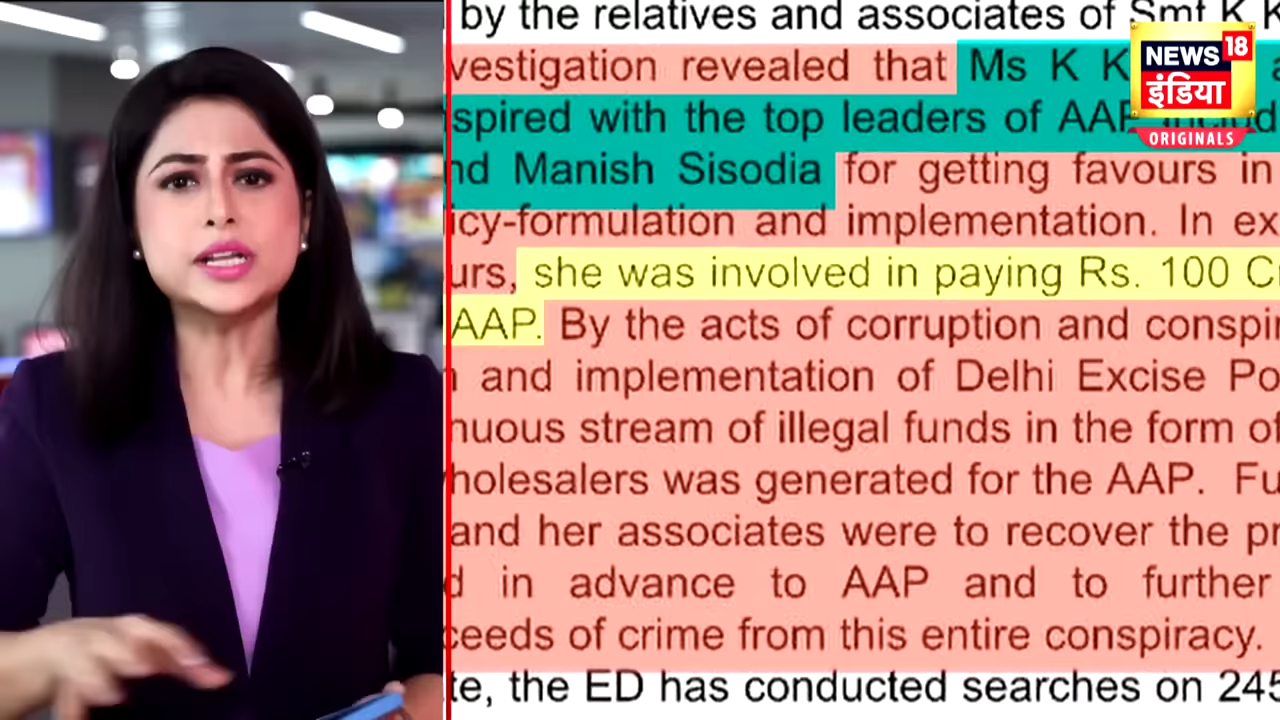 by the relatives and associates of Smt K K
vestigation revealed that Ms K K
spired with the top leaders of AAP
nd Manish Sisodia for getting favours in
icy-formulation and implementation. In ex
urs, she was involved in paying Rs. 100 C
AAP. By the acts of corruption and conspi
and implementation of Delhi Excise Po
nuous stream of illegal funds in the form of
holesalers was generated for the AAP. Fu
and her associates were to recover the pr
d in advance to AAP and to further
ceeds of crime from this entire conspiracy.
te, the ED has conducted searches on 245
NEWS 18
इंडिया
ORIGINALS